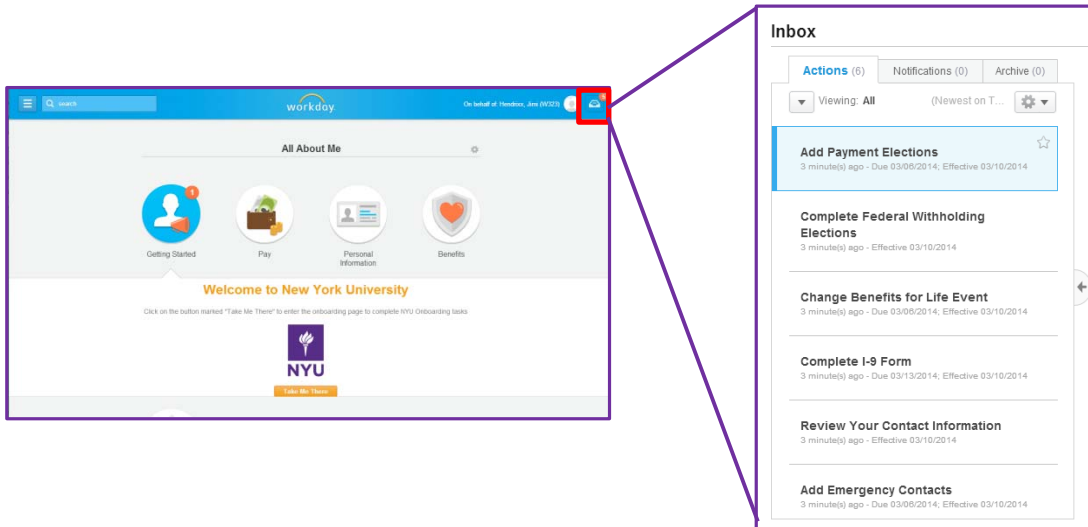 search
workday
On behalf of: Hendrixx, Jimi (W323)
All About Me
1
Getting Started
Pay
Personal
Information
Benefits
Welcome to New York University
Click on the button marked "Take Me There" to enter the onboarding page to complete NYU Onboarding tasks
NYU
Take Me There
Inbox
Actions (6)
Notifications (0)
Archive (0)
Viewing: All
(Newest on T...
Add Payment Elections
3 minute(s) ago - Due 03/06/2014; Effective 03/10/2014
Complete Federal Withholding
Elections
3 minute(s) ago - Effective 03/10/2014
Change Benefits for Life Event
3 minute(s) ago - Due 03/06/2014; Effective 03/10/2014
Complete I-9 Form
3 minute(s) ago - Due 03/13/2014; Effective 03/10/2014
Review Your Contact Information
3 minute(s) ago - Effective 03/10/2014
Add Emergency Contacts
3 minute(s) ago - Due 03/06/2014; Effective 03/10/2014